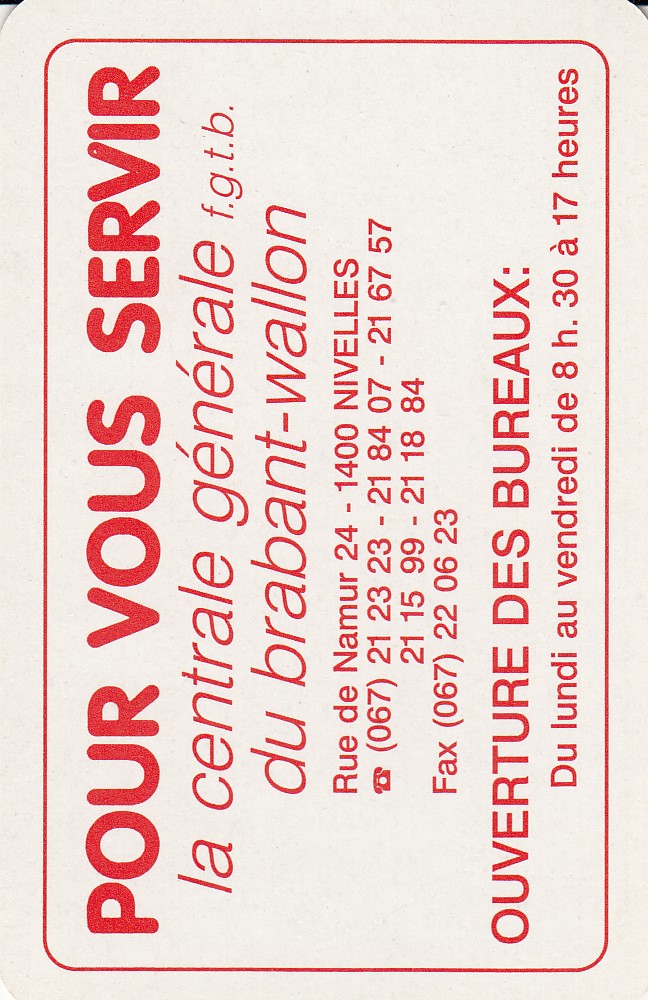 POUR VOUS SERVIR
la centrale générale f.g.t.b.
du brabant-wallon
Rue de Namur 24 - 1400 NIVELLES
☎ (067) 21 23 23 - 21 84 07 - 21 67 57
21 15 99 - 21 18 84
Fax (067) 22 06 23
OUVERTURE DES BUREAUX:
Du lundi au vendredi de 8 h. 30 à 17 heures